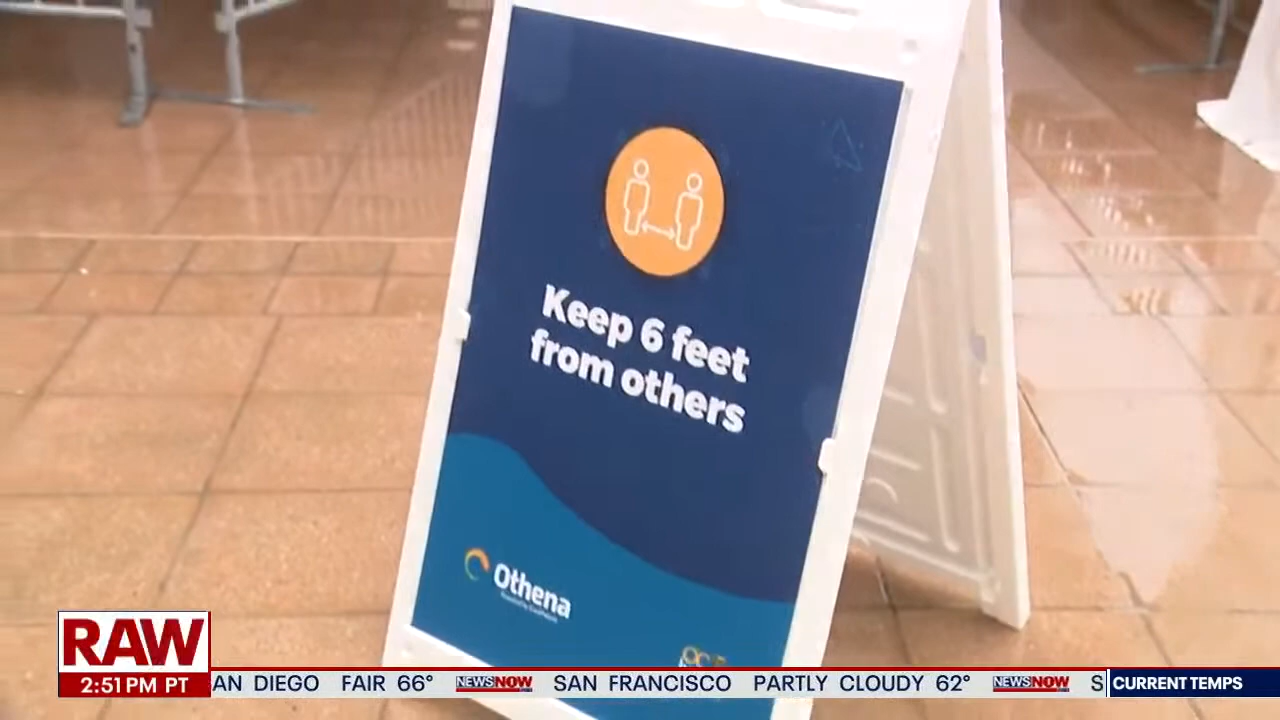 Keep 6 feet
from others
Othena
RAW
2:51 PM PT
AN DIEGO FAIR 66° NEWSNOW SAN FRANCISCO PARTLY CLOUDY 62° NEWSNOW S
CURRENT TEMPS